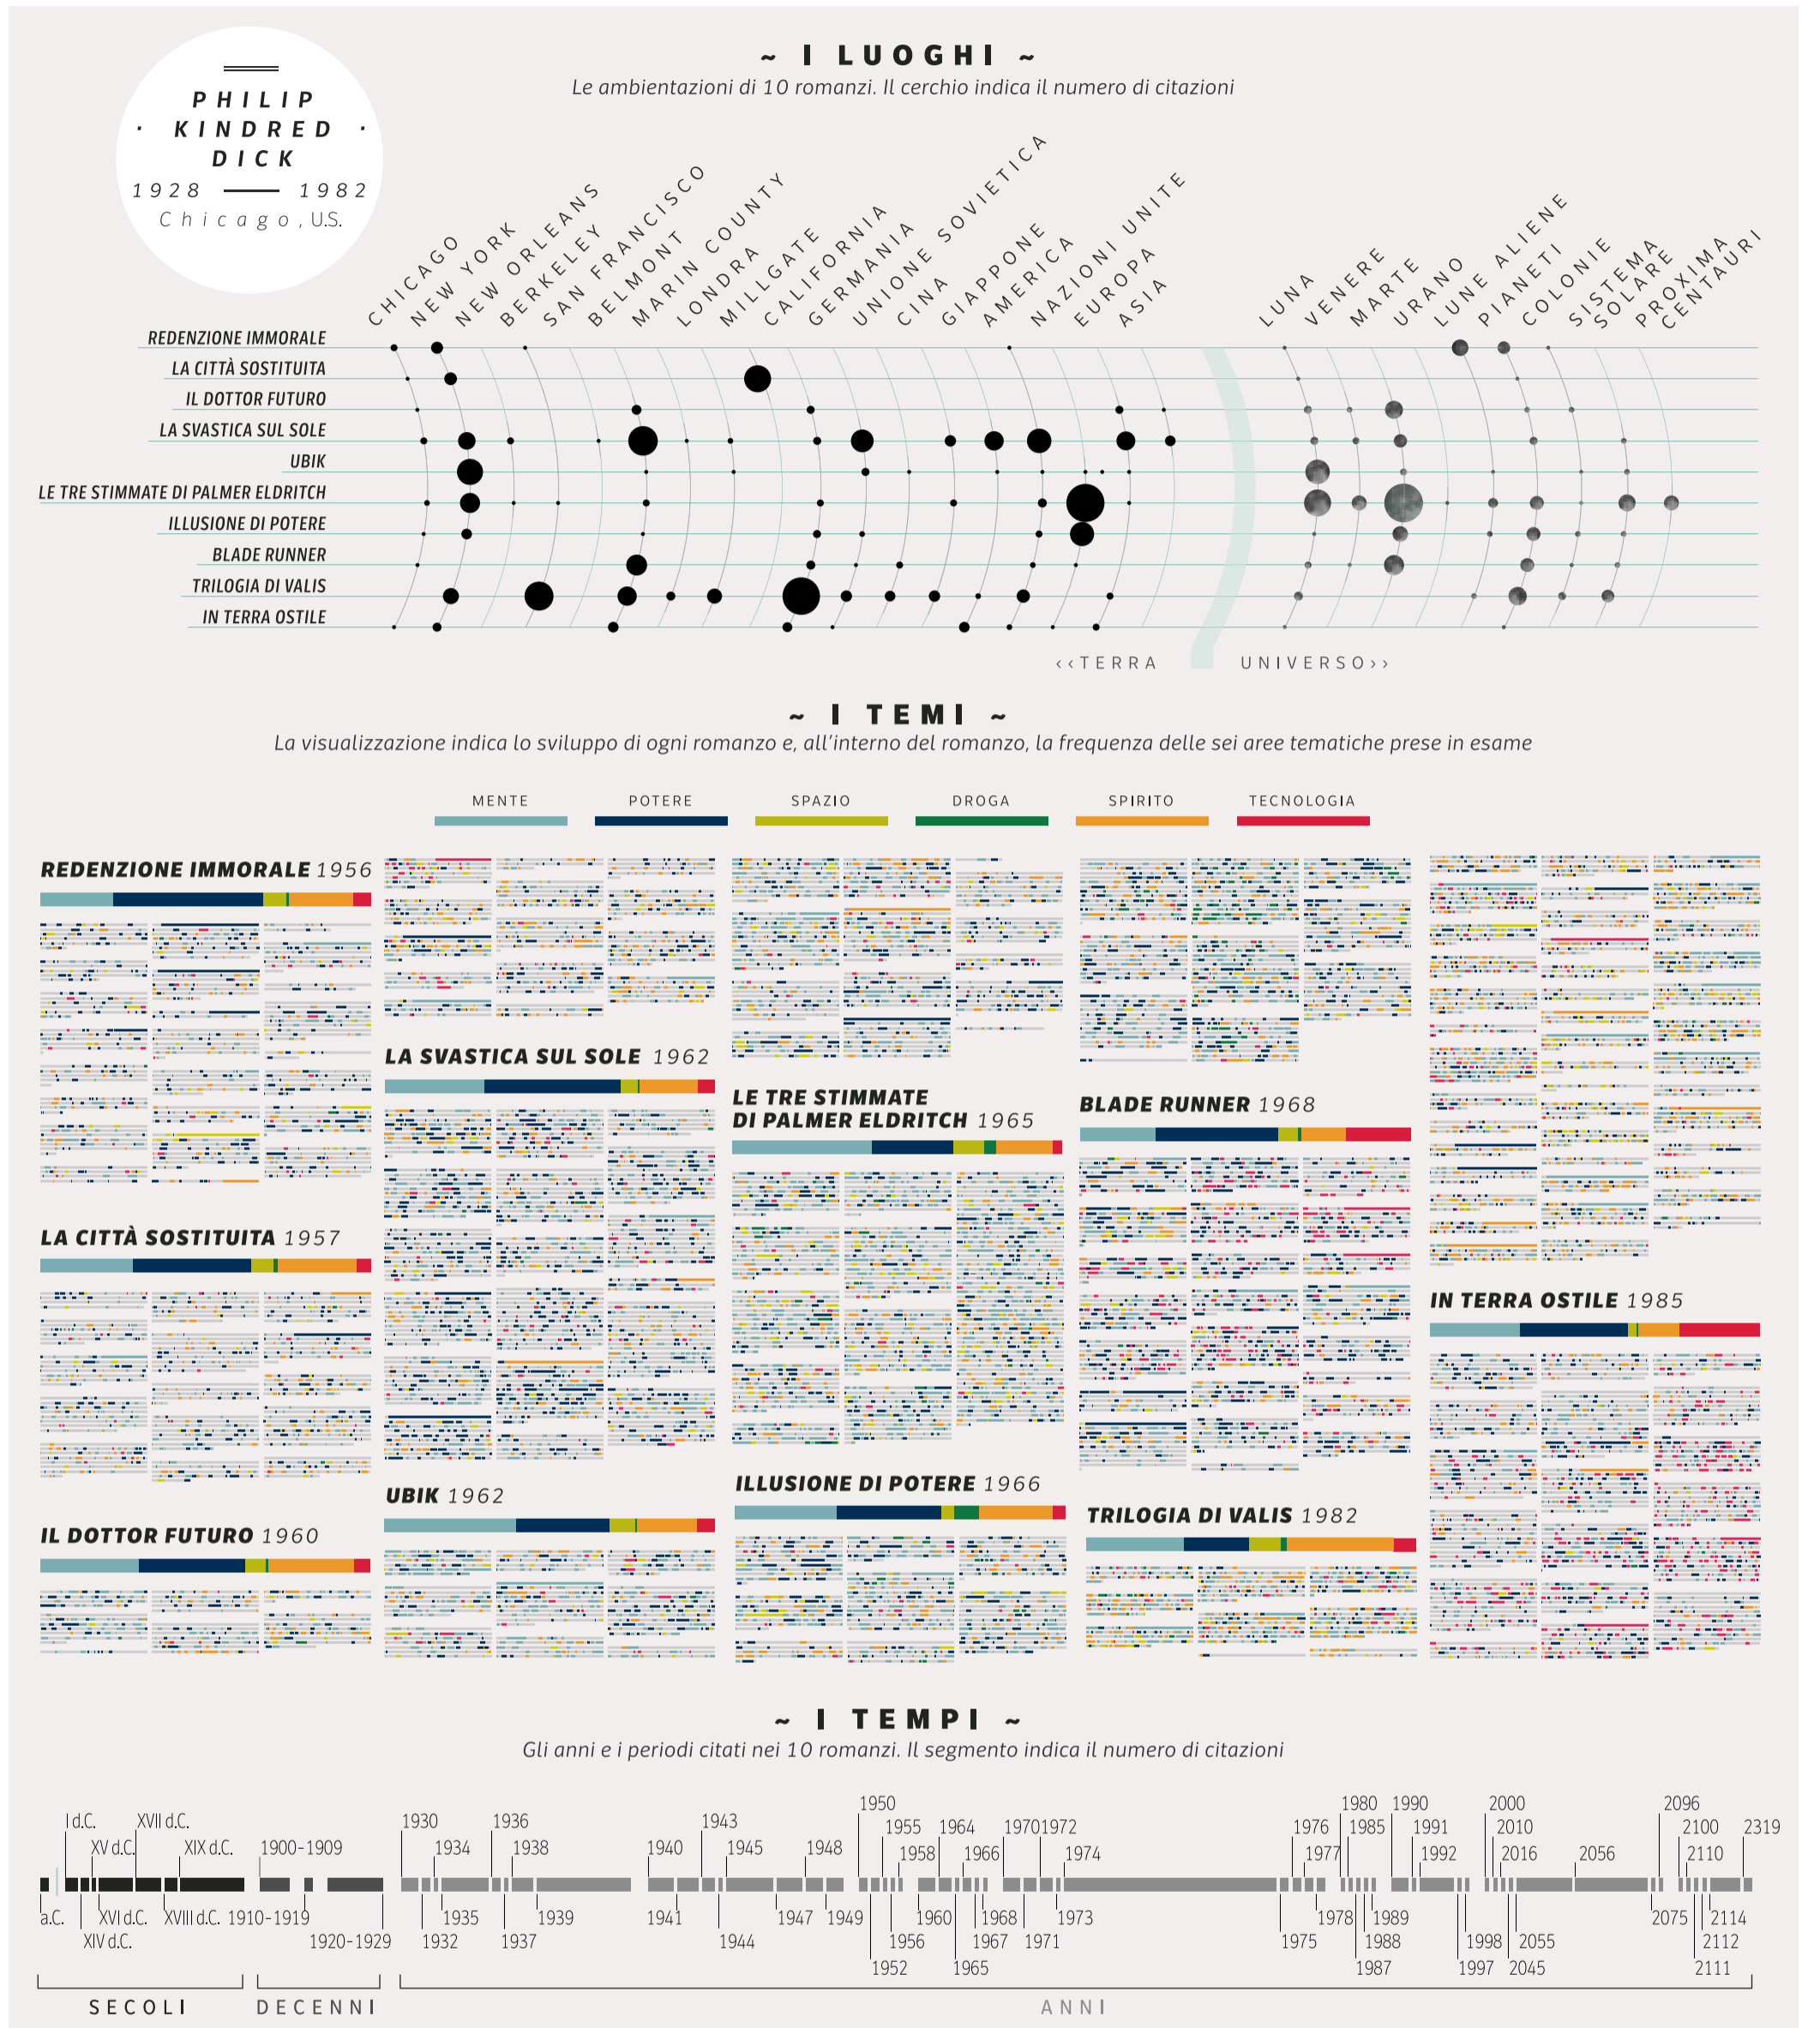 PHILIP
· KINDRED ·
DICK
1928 — 1982
Chicago, U.S.
~ I LUOGHI ~
Le ambientazioni di 10 romanzi. Il cerchio indica il numero di citazioni
CHICAGO
NEW YORK
NEW ORLEANS
BERKELEY
SAN FRANCISCO
BELMONT
MARIN COUNTY
LONDRA
MILLGATE
CALIFORNIA
GERMANIA
UNIONE SOVIETICA
CINA
GIAPPONE
AMERICA
NAZIONI UNITE
EUROPA
ASIA
LUNA
VENERE
MARTE
URANO
LUNE ALIENE
PIANETI
COLONIE
SISTEMA
SOLARE
PROXIMA
CENTAURI
REDENZIONE IMMORALE
LA CITTÀ SOSTITUITA
IL DOTTOR FUTURO
LA SVASTICA SUL SOLE
UBIK
LE TRE STIMMATE DI PALMER ELDRITCH
ILLUSIONE DI POTERE
BLADE RUNNER
TRILOGIA DI VALIS
IN TERRA OSTILE
‹‹TERRA
UNIVERSO››
~ I TEMI ~
La visualizzazione indica lo sviluppo di ogni romanzo e, all'interno del romanzo, la frequenza delle sei aree tematiche prese in esame
MENTE
POTERE
SPAZIO
DROGA
SPIRITO
TECNOLOGIA
REDENZIONE IMMORALE 1956
LA CITTÀ SOSTITUITA 1957
IL DOTTOR FUTURO 1960
LA SVASTICA SUL SOLE 1962
UBIK 1962
LE TRE STIMMATE
DI PALMER ELDRITCH 1965
ILLUSIONE DI POTERE 1966
BLADE RUNNER 1968
TRILOGIA DI VALIS 1982
IN TERRA OSTILE 1985
~ I TEMPI ~
Gli anni e i periodi citati nei 10 romanzi. Il segmento indica il numero di citazioni
1950 1980 1990 2000 2096
I d.C. XVII d.C. 1930 1936 1943 1955 1964 1970 1972 1976 1985 1991 2010 2100 2319
XV d.C. XIX d.C. 1900-1909 1934 1938 1940 1945 1948 1958 1966 1974 1977 1992 2016 2056 2110
a.C. XVI d.C. XVIII d.C. 1910-1919 1935 1939 1941 1947 1949 1960 1968 1973 1978 1989 2075 2114
XIV d.C. 1920-1929 1932 1937 1944 1956 1967 1971 1975 1988 1998 2055 2112
1952 1965 1987 1997 2045 2111
SECOLI
DECENNI
ANNI